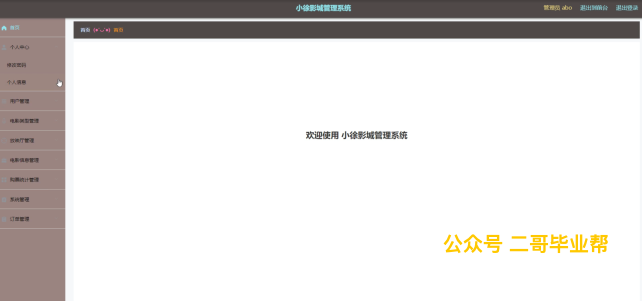 小徐影城管理系统
管理员 abo 退出到前台 退出登录
首页
首页 (●'◡'●) 首页
个人中心
修改密码
个人信息
用户管理
电影类型管理
放映厅管理
电影信息管理
购票统计管理
系统管理
订单管理
欢迎使用 小徐影城管理系统
公众号 二哥毕业帮